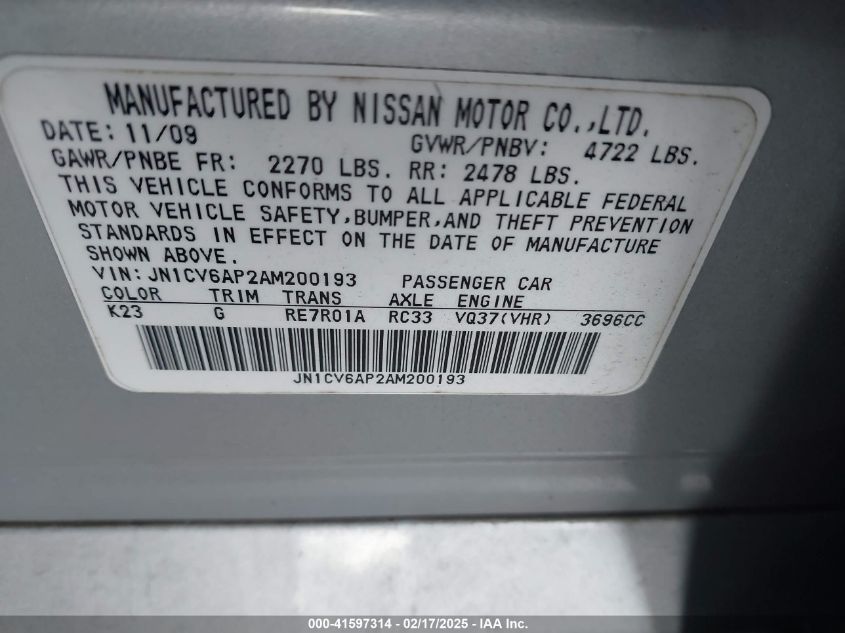 MANUFACTURED BY NISSAN MOTOR CO.,LTD.
DATE: 11/09 GVWR/PNBV: 4722 LBS.
GAWR/PNBE FR: 2270 LBS. RR: 2478 LBS.
THIS VEHICLE CONFORMS TO ALL APPLICABLE FEDERAL
MOTOR VEHICLE SAFETY,BUMPER,AND THEFT PREVENTION
STANDARDS IN EFFECT ON THE DATE OF MANUFACTURE
SHOWN ABOVE.
VIN: JN1CV6AP2AM200193 PASSENGER CAR
COLOR TRIM TRANS AXLE ENGINE
K23 G RE7R01A RC33 VQ37(VHR) 3696CC
JN1CV6AP2AM200193
000-41597314 - 02/17/2025 - IAA Inc.